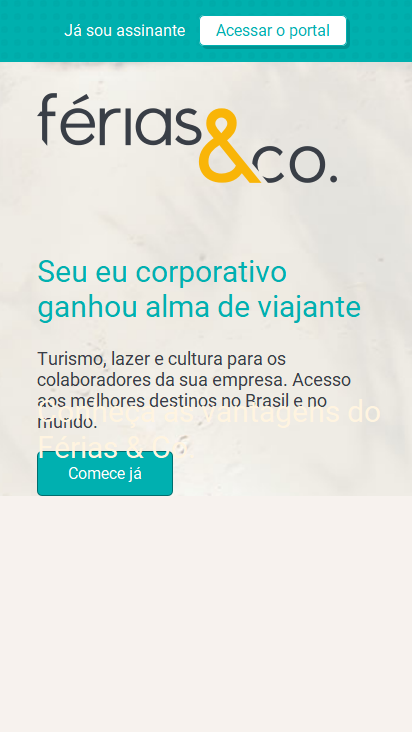 Já sou assinante Acessar o portal
férias
&co.
Seu eu corporativo
ganhou alma de viajante
Turismo, lazer e cultura para os
colaboradores da sua empresa. Acesso
aos melhores destinos no Brasil e no
mundo.
Conheça as vantagens do
Férias & Co
Comece já